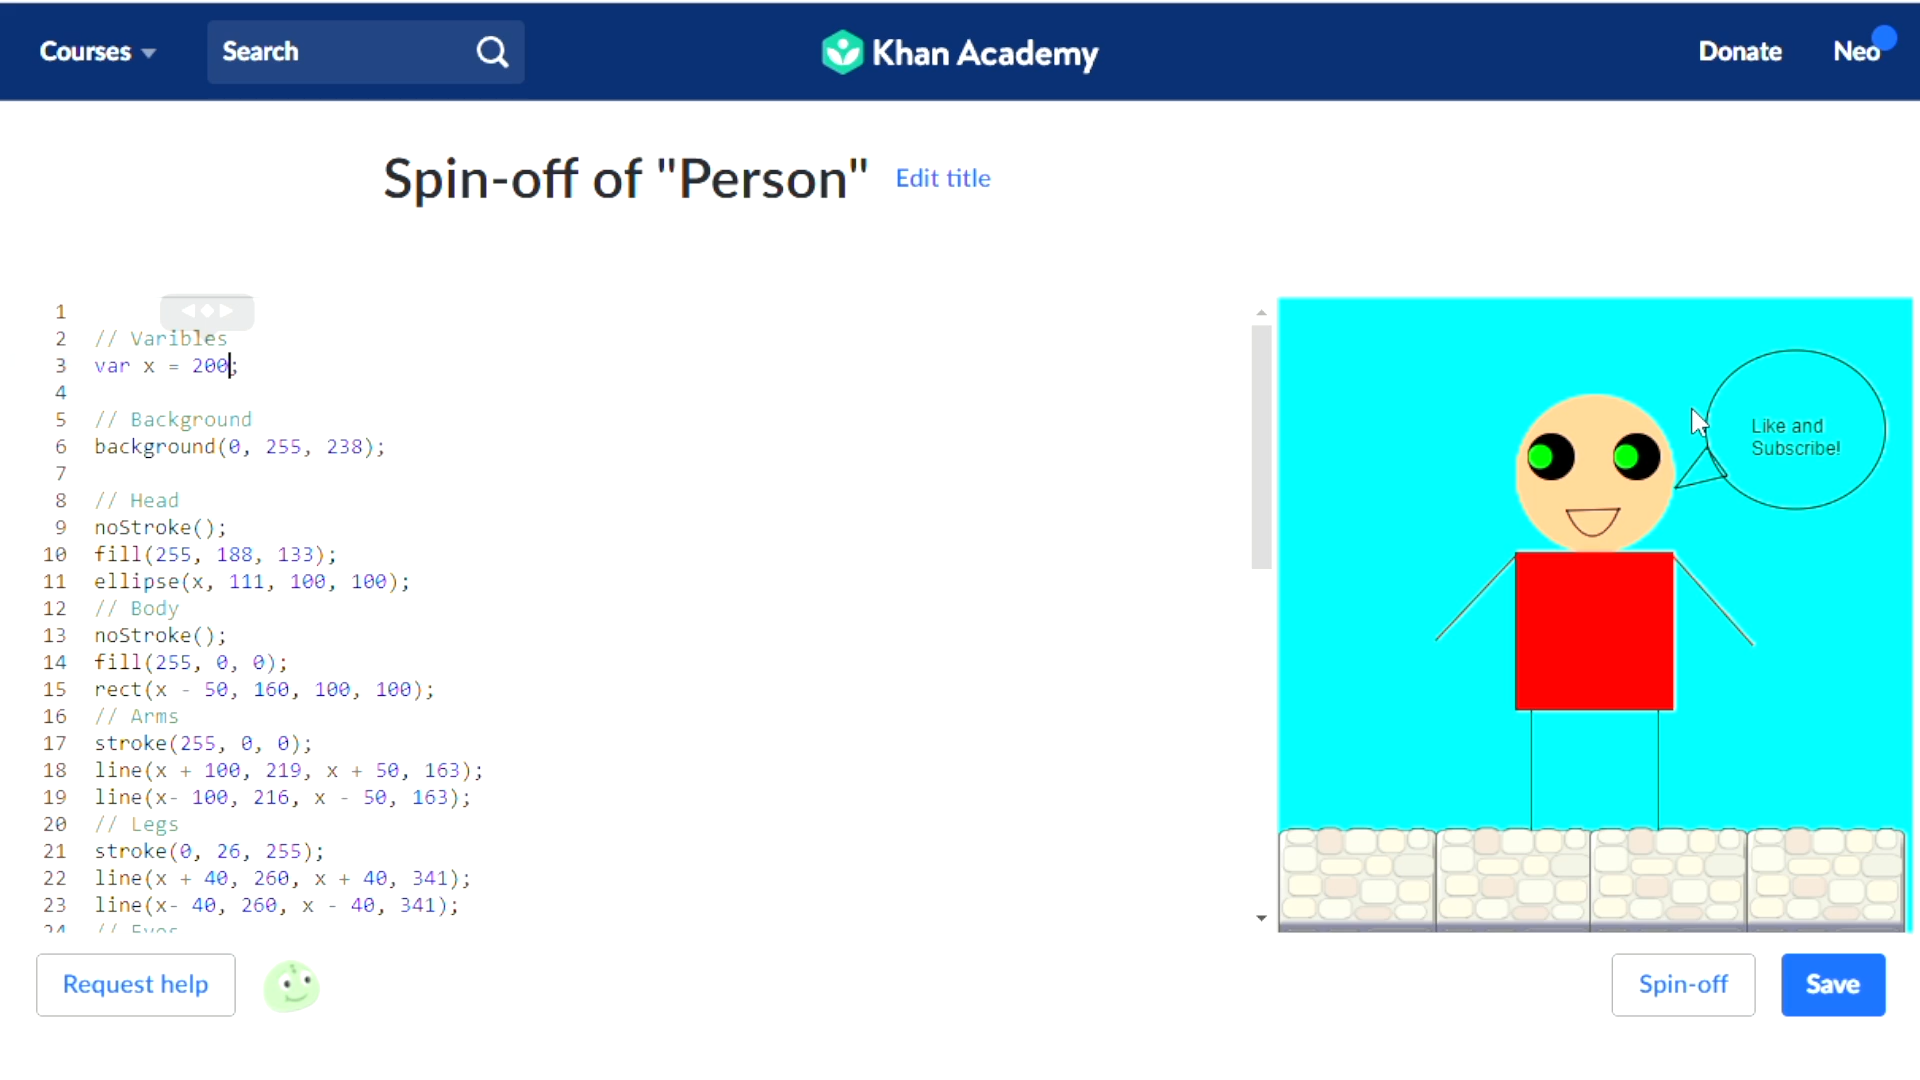 Courses
Search
Khan Academy
Donate
Neo
Spin-off of "Person"
Edit title
1
2 // Varibles
3 var x = 200;
4
5 // Background
6 background(0, 255, 238);
7
8 // Head
9 noStroke();
10 fill(255, 188, 133);
11 ellipse(x, 111, 100, 100);
12 // Body
13 noStroke();
14 fill(255, 0, 0);
15 rect(x - 50, 160, 100, 100);
16 // Arms
17 stroke(255, 0, 0);
18 line(x + 100, 219, x + 50, 163);
19 line(x- 100, 216, x - 50, 163);
20 // Legs
21 stroke(0, 26, 255);
22 line(x + 40, 260, x + 40, 341);
23 line(x- 40, 260, x - 40, 341);
24 // Eyes
Like and
Subscribe!
Request help
Spin-off
Save